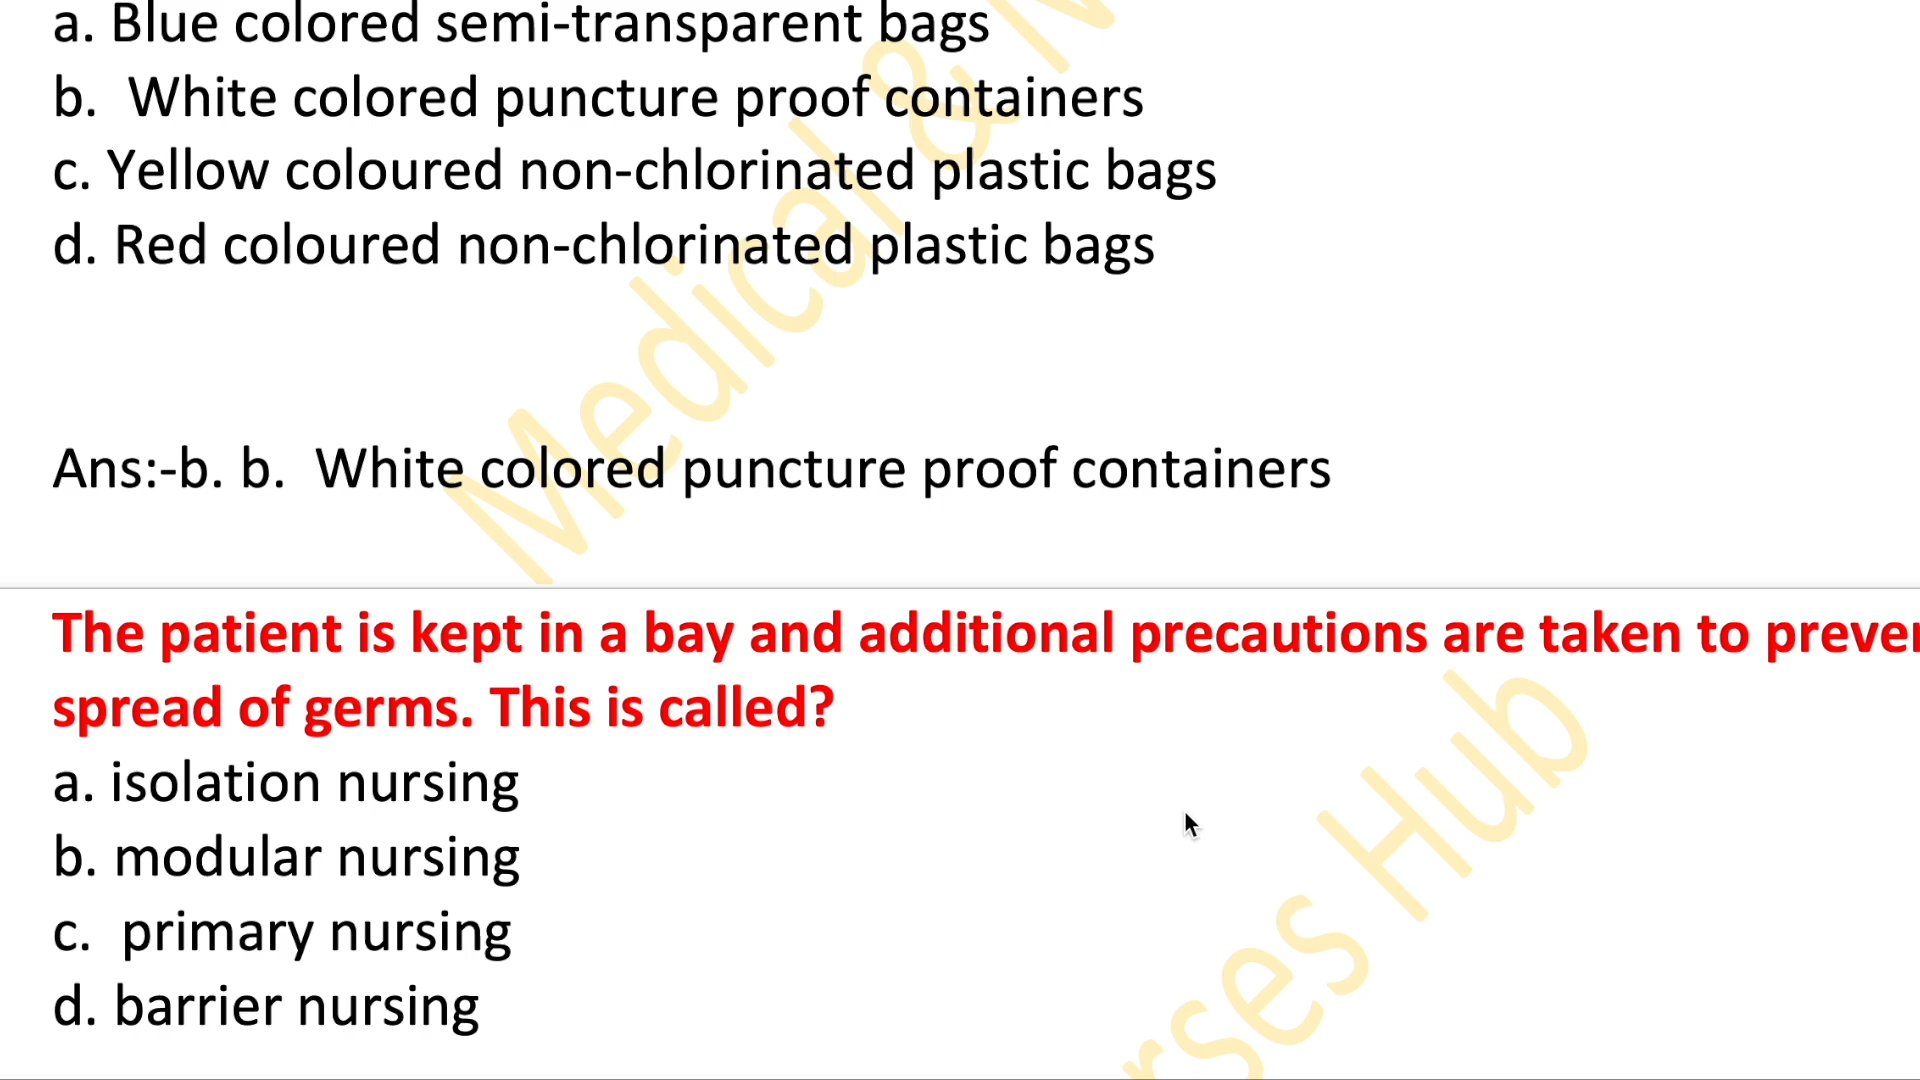 a. Blue colored semi-transparent bags
b. White colored puncture proof containers
c. Yellow coloured non-chlorinated plastic bags
d. Red coloured non-chlorinated plastic bags
Ans:-b. b. White colored puncture proof containers
The patient is kept in a bay and additional precautions are taken to
spread of germs. This is called?
a. isolation nursing
b. modular nursing
c. primary nursing
d. barrier nursing
Medical &
Hub